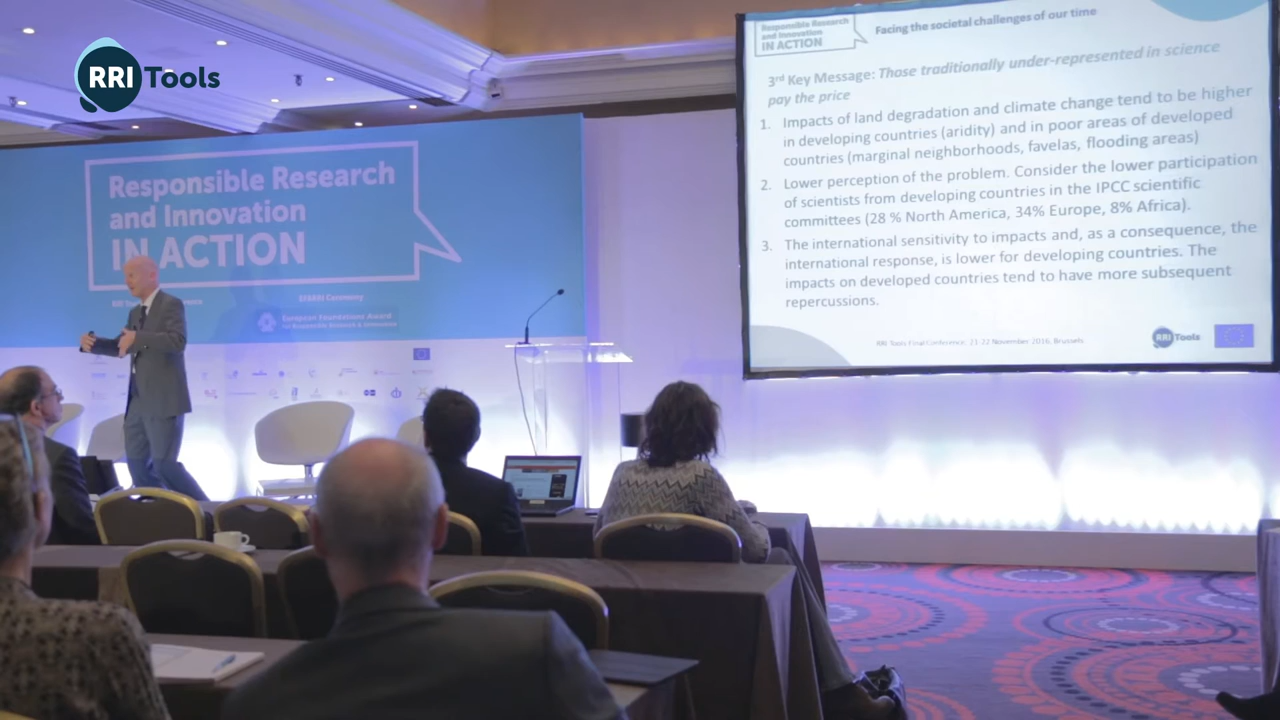 RRI Tools
Responsible Research
and Innovation
IN ACTION
EFARRI Ceremony
European Foundations Award
for Responsible Research & Innovation
Responsible Research
and Innovation
IN ACTION
Facing the societal challenges of our time
3rd Key Message: Those traditionally under-represented in science
pay the price
1. Impacts of land degradation and climate change tend to be higher
in developing countries (aridity) and in poor areas of developed
countries (marginal neighborhoods, favelas, flooding areas)
2. Lower perception of the problem. Consider the lower participation
of scientists from developing countries in the IPCC scientific
committees (28 % North America, 34% Europe, 8% Africa).
3. The international sensitivity to impacts and, as a consequence, the
international response, is lower for developing countries. The
impacts on developed countries tend to have more subsequent
repercussions.
RRI Tools Final Conference, 21-22 November 2016, Brussels
RRI Tools